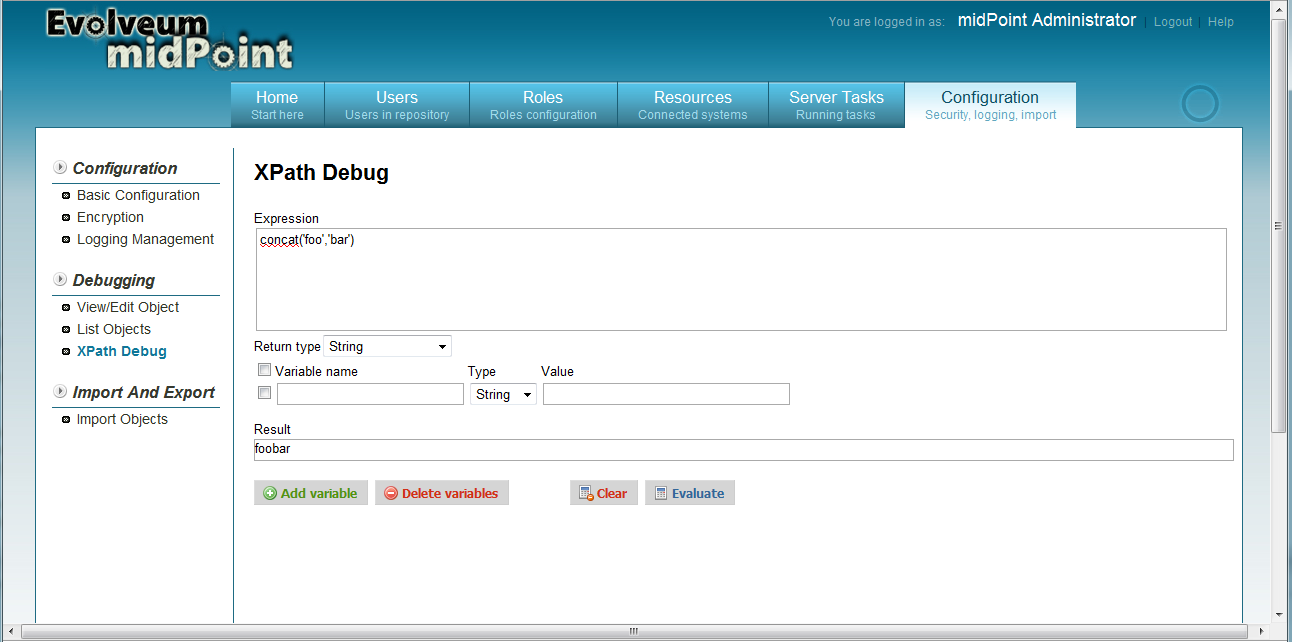 Evolveum
midPoint
You are logged in as: midPoint Administrator Logout Help
Home Users Roles Resources Server Tasks Configuration
Start here Users in repository Roles configuration Connected systems Running tasks Security, logging, import
Configuration
Basic Configuration
Encryption
Logging Management
Debugging
View/Edit Object
List Objects
XPath Debug
Import And Export
Import Objects
XPath Debug
Expression
concat('foo','bar')
Return type String
Variable name Type Value
String
Result
foobar
Add variable Delete variables Clear Evaluate